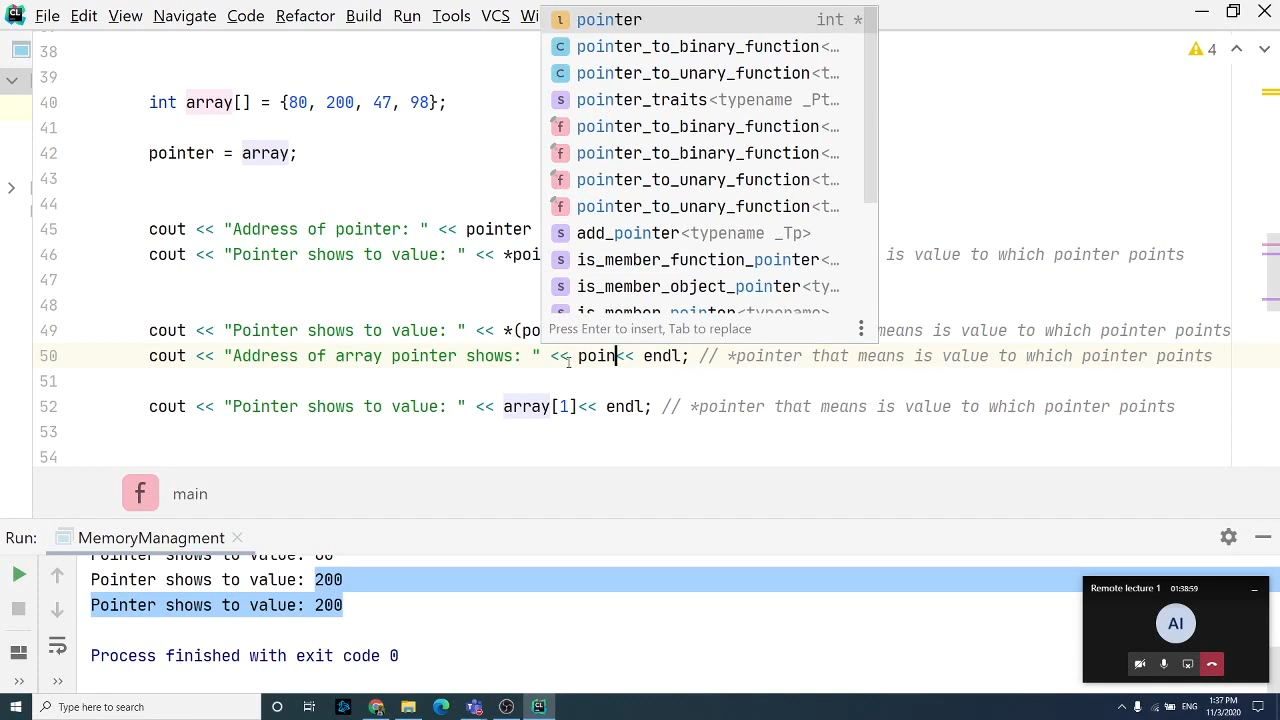 File Edit View Navigate Code Refactor Build Run Tools VCS
pointer int *
pointer_to_binary_function<…
pointer_to_unary_function<t…
pointer_traits<typename _Pt…
pointer_to_binary_function<…
pointer_to_binary_function<…
pointer_to_unary_function<t…
pointer_to_unary_function<t…
add_pointer<typename _Tp>
is_member_function_pointer<…
is_member_object_pointer<ty…
is_member_pointer<typename>
Press Enter to insert, Tab to replace
4
38
39
40 int array[] = {80, 200, 47, 98};
41
42 pointer = array;
43
45 cout << "Address of pointer: " << pointer
46 cout << "Pointer shows to value: " << *poi is value to which pointer points
47
48
49 cout << "Pointer shows to value: " << *(po means is value to which pointer points
50 cout << "Address of array pointer shows: " << poin<< endl; // *pointer that means is value to which pointer points
51
52 cout << "Pointer shows to value: " << array[1]<< endl; // *pointer that means is value to which pointer points
53
54
f main
Run: MemoryManagment
Pointer shows to value:
Pointer shows to value: 200
Pointer shows to value: 200
Process finished with exit code 0
Remote lecture 1 01:38:59
AI
Type here to search
ENG
1:37 PM
11/3/2020